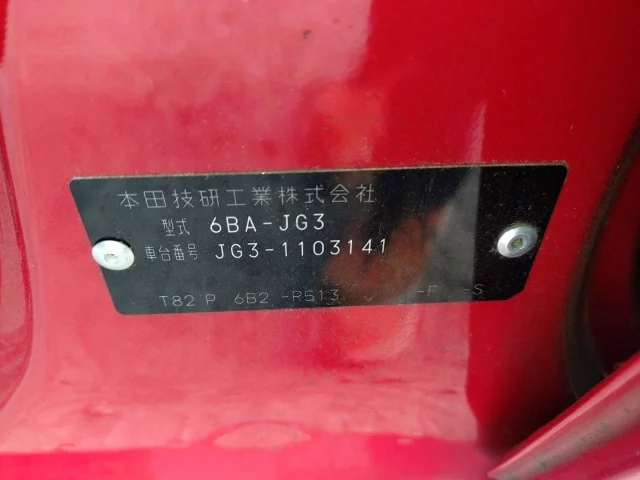 本田技研工業株式会社
型式 6BA-JG3
車台番号 JG3-1103141
T82 P 6B2 -R513 -F -S